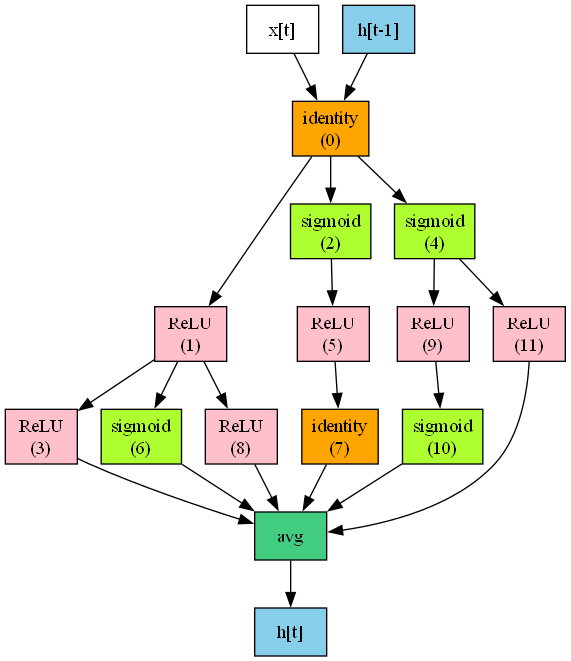 x[t]
h[t-1]
identity
(0)
sigmoid
(2)
sigmoid
(4)
ReLU
(1)
ReLU
(5)
ReLU
(9)
ReLU
(11)
ReLU
(3)
sigmoid
(6)
ReLU
(8)
identity
(7)
sigmoid
(10)
avg
h[t]